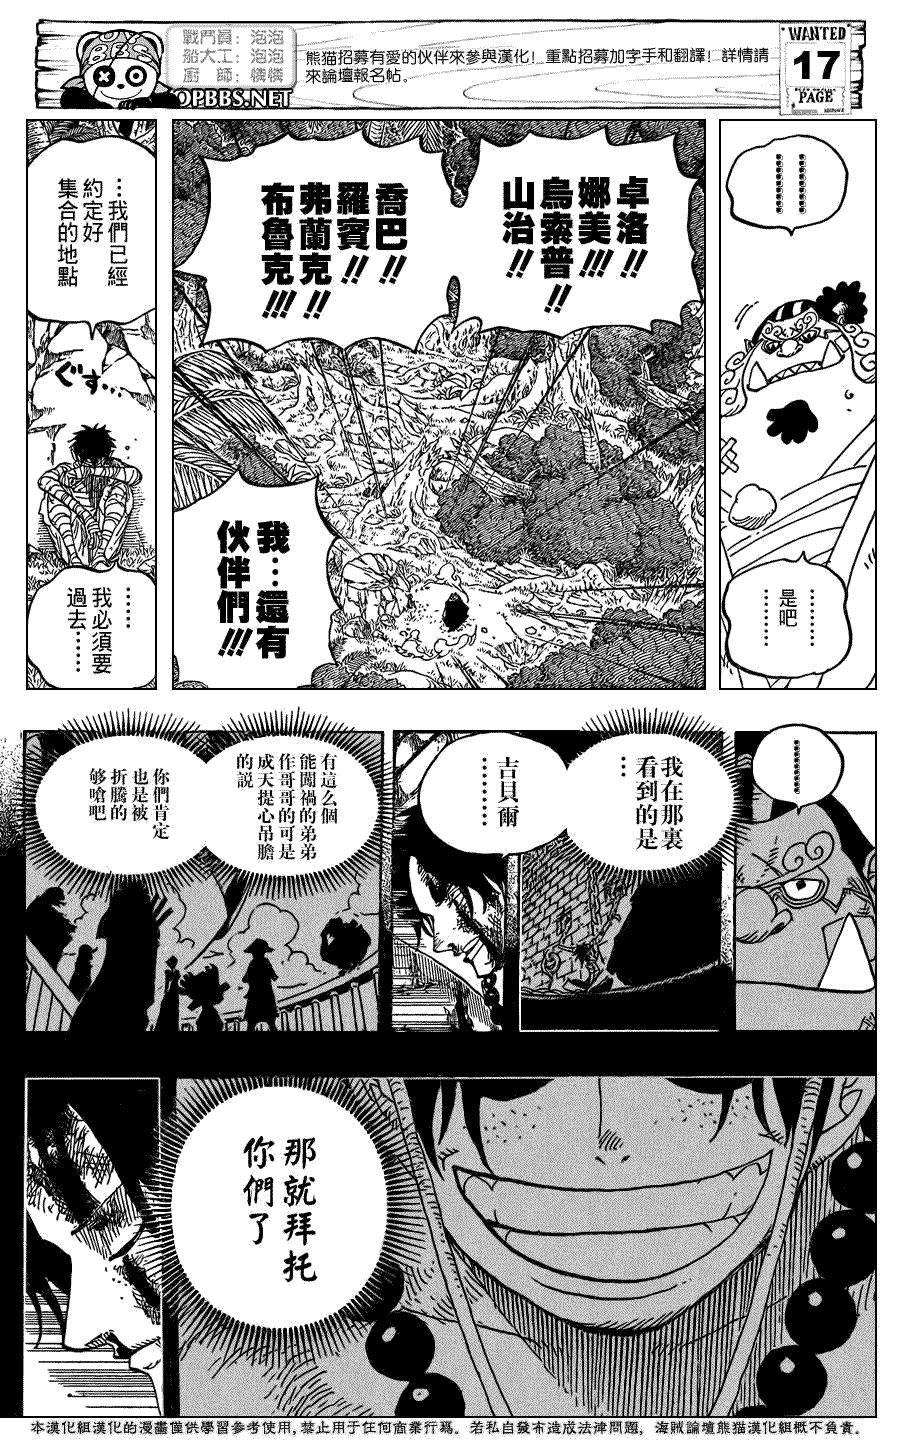 戰鬥員：泡泡
船大工：泡泡
廚　師：憐憐
OPBBS.NET
熊猫招募有愛的伙伴來參與漢化！重點招募加字手和翻譯！詳情請
來論壇報名帖。
WANTED
17
PAGE
………………
是吧
………
卓洛!!
娜美!!!
烏索普!!
山治!!
喬巴!!
羅賓!!
弗蘭克!!!
布魯克!!!
我…還有
伙伴們!!!
…我們已經
約定好
集合的地點
ぐす…
……
我必須要
過去……
………
我在那裏
看到的是
…
吉貝爾
………
有這么個
能闖禍的弟弟
作哥哥的可是
成天提心吊膽
的説
你們肯定
也是被
折騰的
够嗆吧
那就拜托
你們了
本漢化組漢化的漫畫僅供學習參考使用,禁止用于任何商業行爲。若私自發布造成法律問題，海賊論壇熊猫漢化組概不負責。